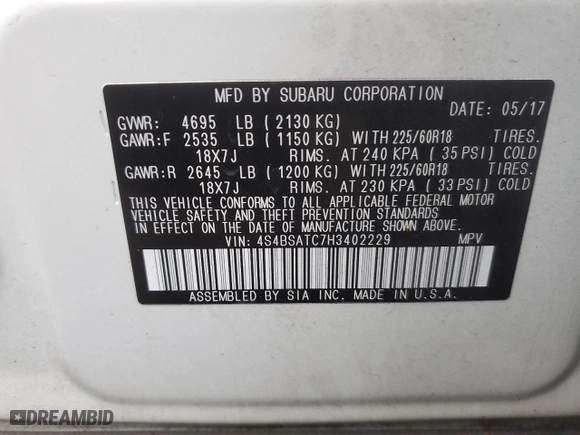 MFD BY SUBARU CORPORATION
DATE: 05/17
GVWR: 4695 LB ( 2130 KG)
GAWR:F 2535 LB ( 1150 KG) WITH 225/60R18 TIRES.
18X7J RIMS. AT 240 KPA ( 35 PSI) COLD
GAWR:R 2645 LB ( 1200 KG) WITH 225/60R18 TIRES.
18X7J RIMS. AT 230 KPA ( 33 PSI) COLD
THIS VEHICLE CONFORMS TO ALL APPLICABLE FEDERAL MOTOR
VEHICLE SAFETY AND THEFT PREVENTION STANDARDS
IN EFFECT ON THE DATE OF MANUFACTURE SHOWN ABOVE.
VIN: 4S4BSATC7H3402229 MPV
ASSEMBLED BY SIA INC. MADE IN U.S.A.
DREAMBID